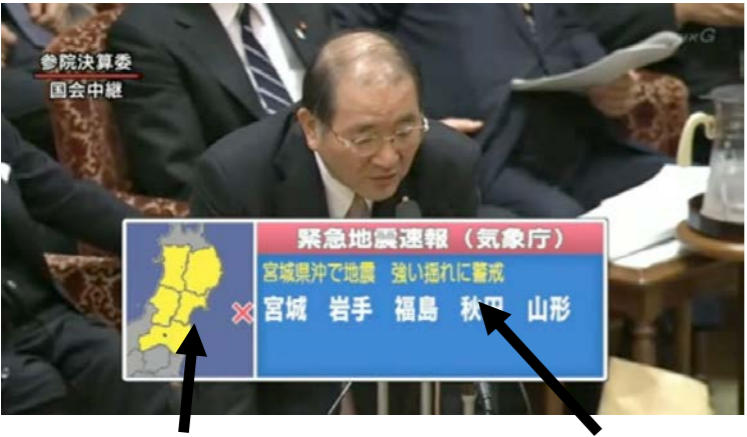 参院決算委
国会中継
緊急地震速報（気象庁）
宮城県沖で地震 強い揺れに警戒
宮城 岩手 福島 秋田 山形